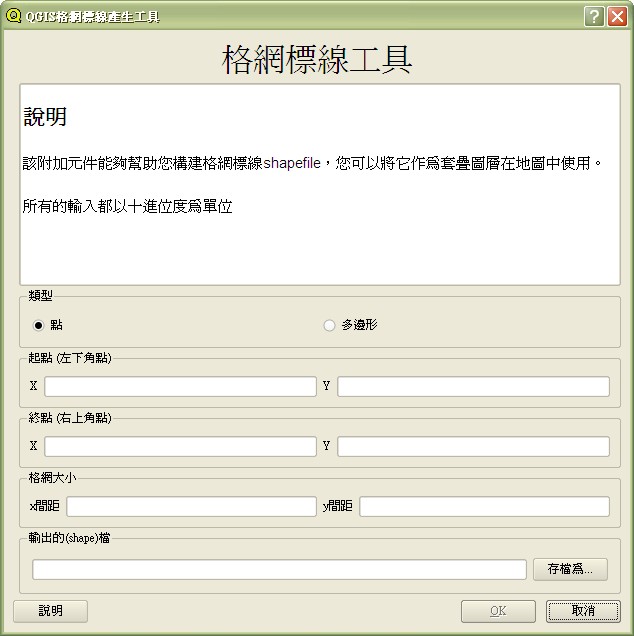 QGIS格網標線產生工具
格網標線工具
說明
該附加元件能夠幫助您構建格網標線shapefile，您可以將它作爲套疊圖層在地圖中使用。
所有的輸入都以十進位度爲單位
類型
點 多邊形
起點 (左下角點)
X Y
終點 (右上角點)
X Y
格網大小
x間距 y間距
輸出的(shape)檔
存檔爲...
說明 OK 取消